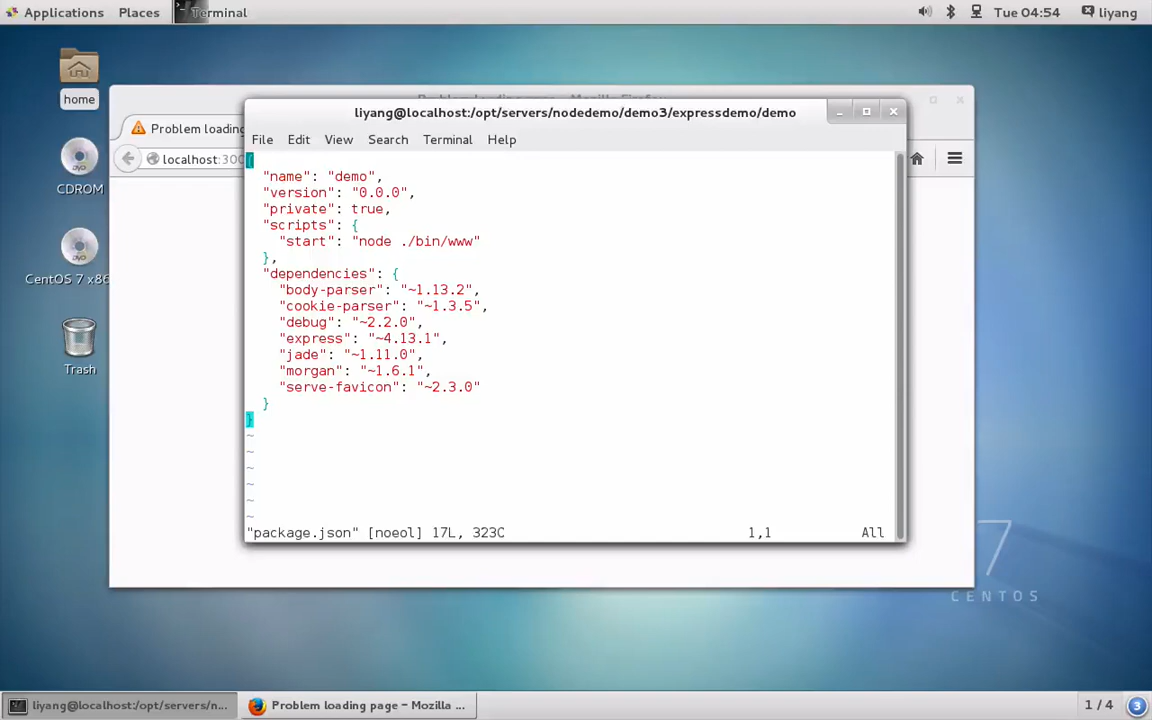 Applications Places Terminal Tue 04:54 liyang
home
CDROM
CentOS 7 x86
Trash
Problem loading
localhost:300
liyang@localhost:/opt/servers/nodedemo/demo3/expressdemo/demo
File Edit View Search Terminal Help
{
"name": "demo",
"version": "0.0.0",
"private": true,
"scripts": {
"start": "node ./bin/www"
},
"dependencies": {
"body-parser": "~1.13.2",
"cookie-parser": "~1.3.5",
"debug": "~2.2.0",
"express": "~4.13.1",
"jade": "~1.11.0",
"morgan": "~1.6.1",
"serve-favicon": "~2.3.0"
}
}
~
~
~
~
~
~
"package.json" [noeol] 17L, 323C 1,1 All
7
CENTOS
liyang@localhost:/opt/servers/n... Problem loading page - Mozilla ... 1 / 4 3